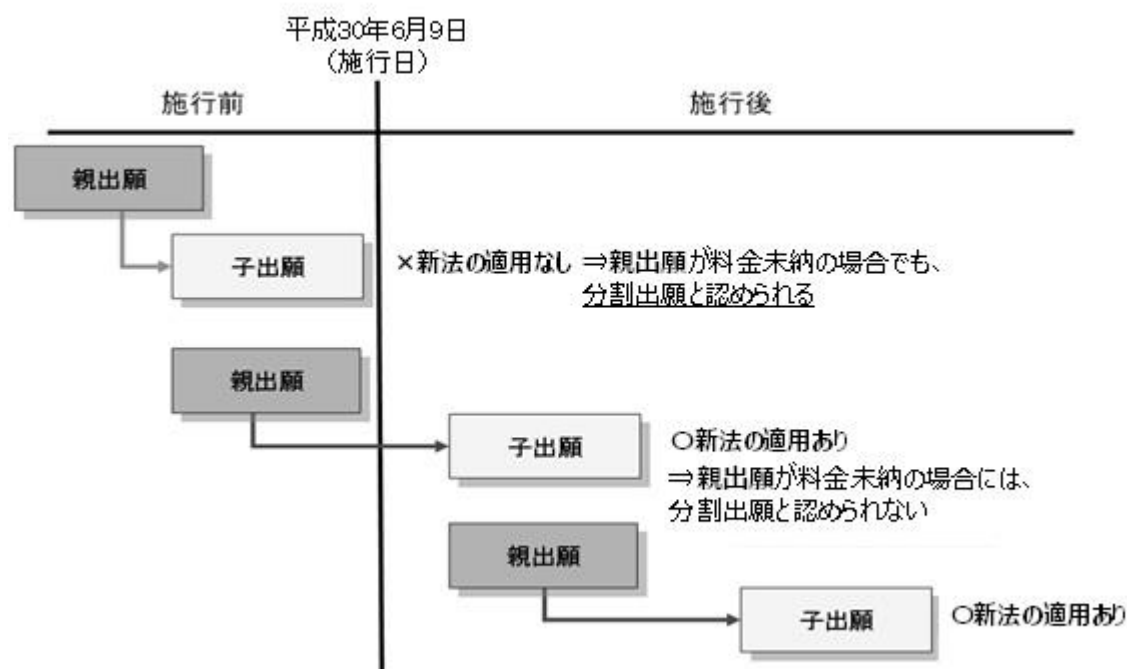 平成30年6月9日
（施行日）
施行前
施行後
親出願
子出願
×新法の適用なし ⇒親出願が料金未納の場合でも、
分割出願と認められる
親出願
子出願
○新法の適用あり
⇒親出願が料金未納の場合には、
分割出願と認められない
親出願
子出願
○新法の適用あり